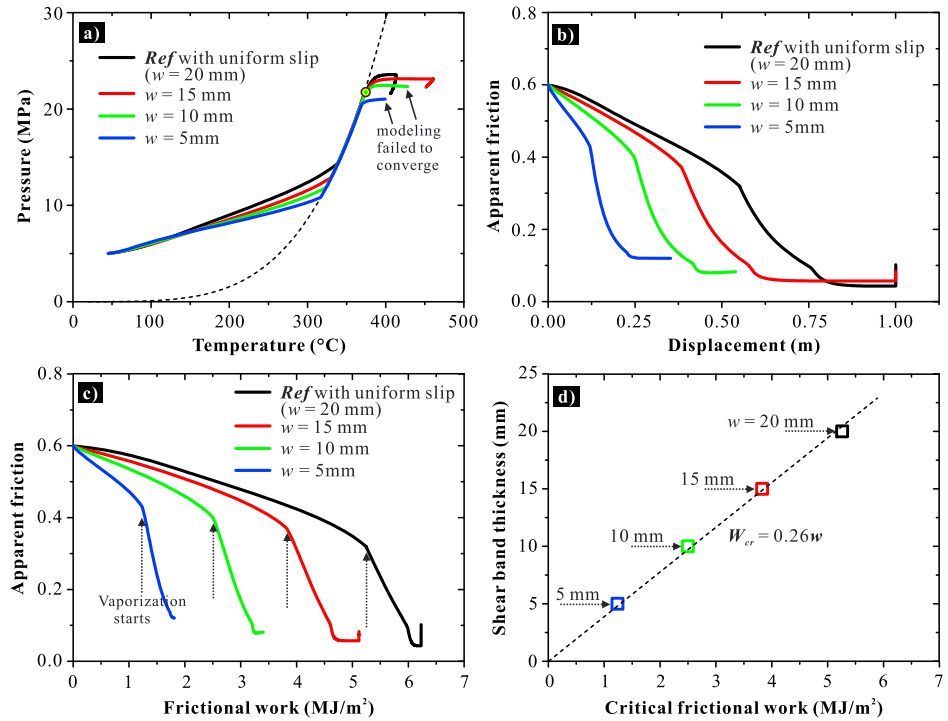 a)
Ref with uniform slip
(w = 20 mm)
w = 15 mm
w = 10 mm
w = 5mm
modeling
failed to
converge
30
20
10
0
Pressure (MPa)
0 100 200 300 400 500
Temperature (°C)
b)
Ref with uniform slip
(w = 20 mm)
w = 15 mm
w = 10 mm
w = 5mm
0.8
0.6
0.4
0.2
0.0
Apparent friction
0.00 0.25 0.50 0.75 1.00
Displacement (m)
c)
Ref with uniform slip
(w = 20 mm)
w = 15 mm
w = 10 mm
w = 5mm
Vaporization
starts
0.8
0.6
0.4
0.2
0.0
Apparent friction
0 1 2 3 4 5 6 7
Frictional work (MJ/m²)
d)
w = 20 mm
15 mm
10 mm
5 mm
Wcr = 0.26w
25
20
15
10
5
0
Shear band thickness (mm)
0 1 2 3 4 5 6 7
Critical frictional work (MJ/m²)